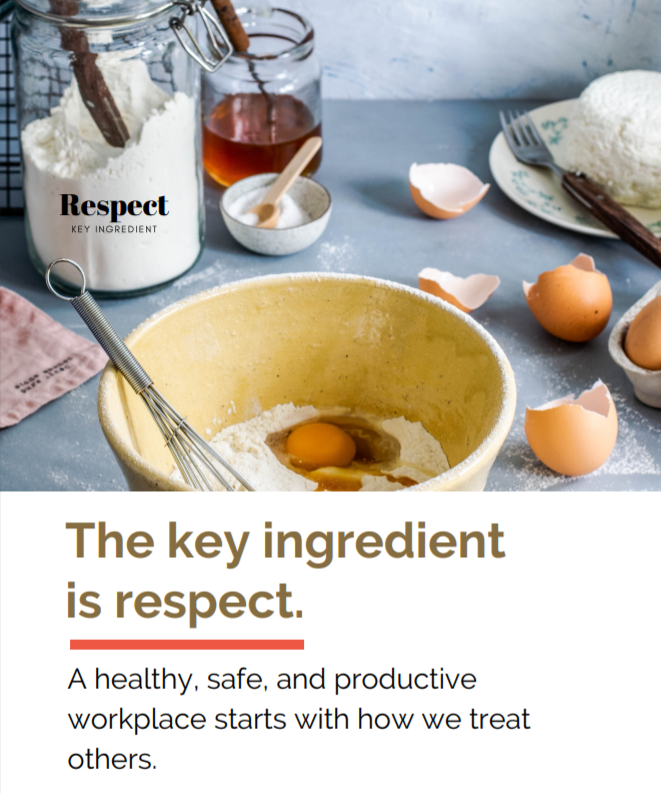 Respect
KEY INGREDIENT
The key ingredient
is respect.
A healthy, safe, and productive
workplace starts with how we treat
others.